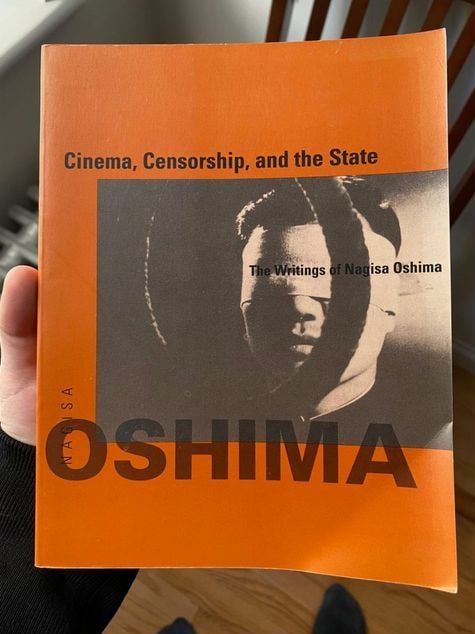 Cinema, Censorship, and the State
The Writings of Nagisa Oshima
NAGISA
OSHIMA